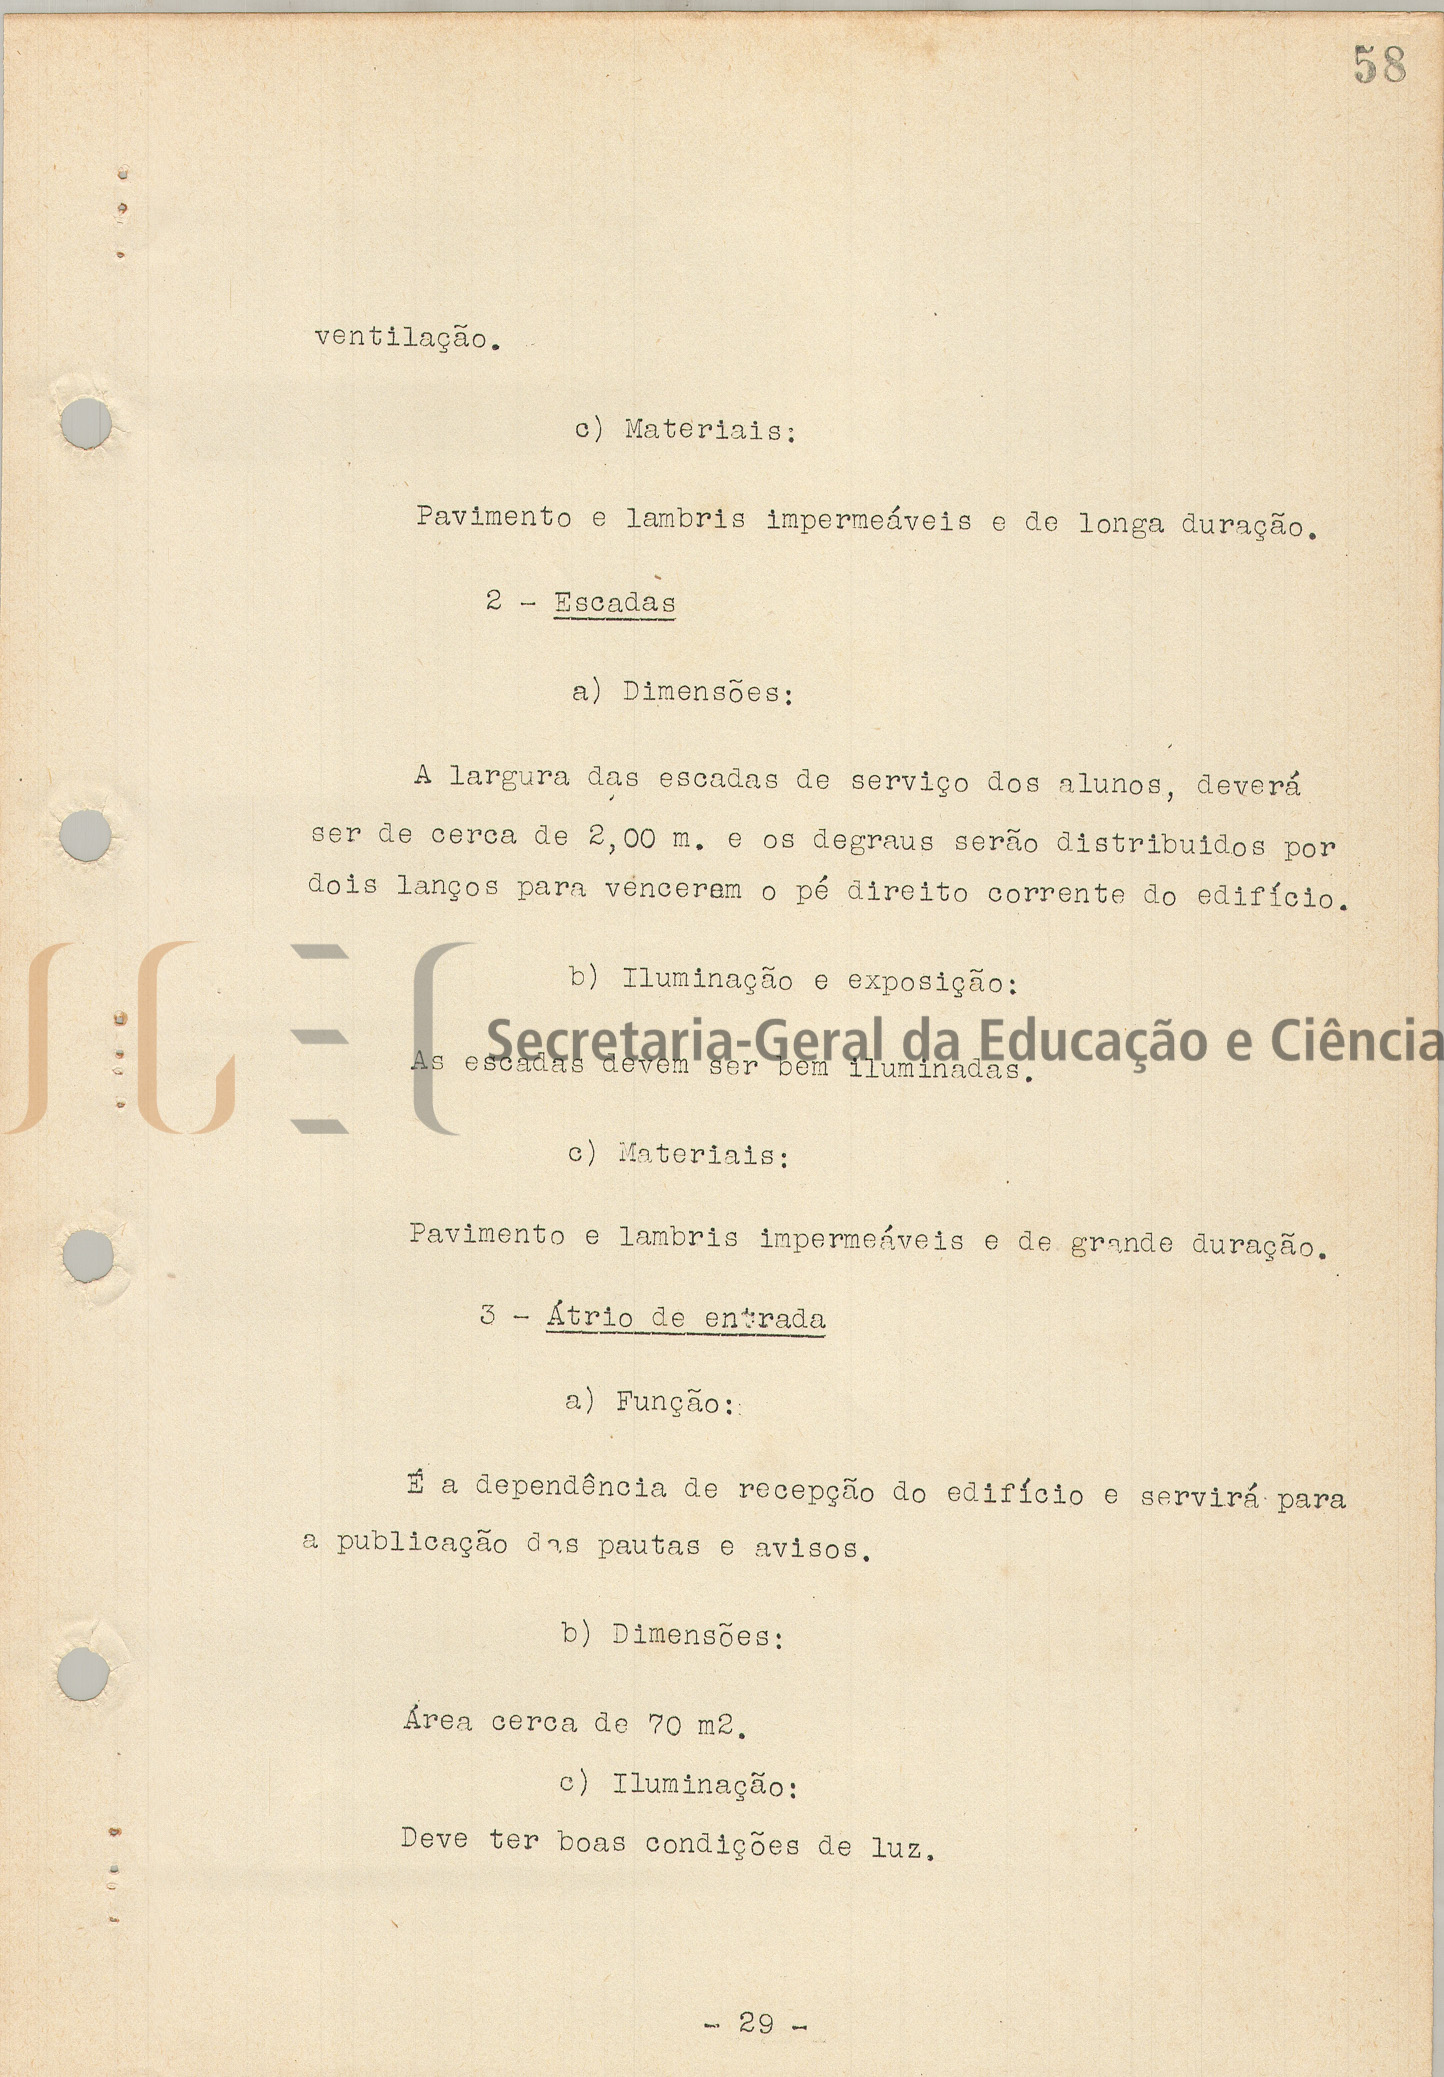 58
ventilação.
c) Materiais:
Pavimento e lambris impermeáveis e de longa duração.
2 - Escadas
a) Dimensões:
A largura das escadas de serviço dos alunos, deverá
ser de cerca de 2,00 m. e os degraus serão distribuidos por
dois lanços para vencerem o pé direito corrente do edifício.
b) Iluminação e exposição:
Secretaria-Geral da Educação e Ciência
As escadas devem ser bem iluminadas.
c) Materiais:
Pavimento e lambris impermeáveis e de grande duração.
3 - Átrio de entrada
a) Função:
É a dependência de recepção do edifício e servirá para
a publicação das pautas e avisos.
b) Dimensões:
Área cerca de 70 m2.
c) Iluminação:
Deve ter boas condições de luz.
- 29 -